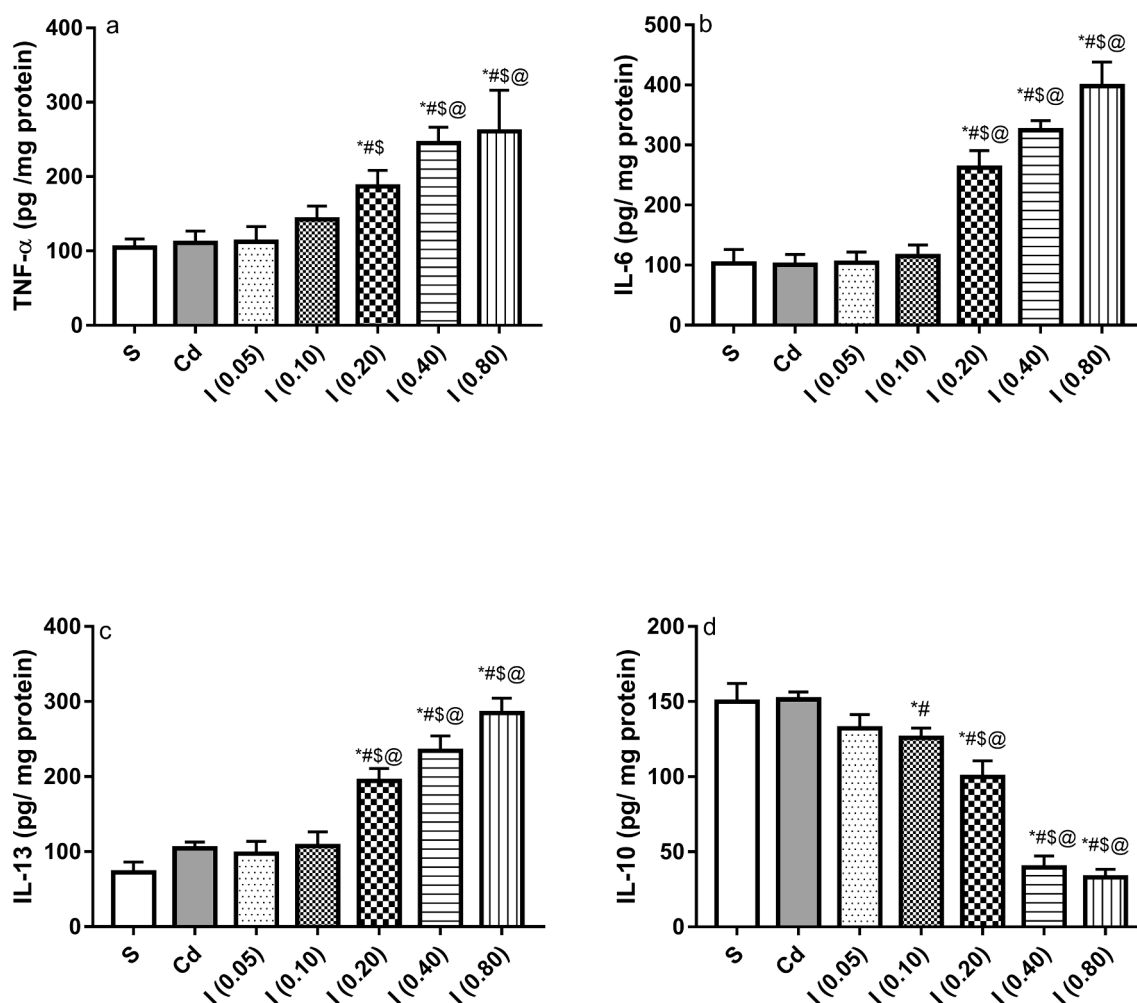 a
TNF-α (pg /mg protein)
400
300
200
100
0
*#$
*#$@
*#$@
S
Cd
I (0.05)
I (0.10)
I (0.20)
I (0.40)
I (0.80)
b
IL-6 (pg/ mg protein)
500
400
300
200
100
0
*#$@
*#$@
*#$@
S
Cd
I (0.05)
I (0.10)
I (0.20)
I (0.40)
I (0.80)
c
IL-13 (pg/ mg protein)
400
300
200
100
0
*#$@
*#$@
*#$@
S
Cd
I (0.05)
I (0.10)
I (0.20)
I (0.40)
I (0.80)
d
IL-10 (pg/ mg protein)
200
150
100
50
0
*#
*#$@
*#$@
*#$@
S
Cd
I (0.05)
I (0.10)
I (0.20)
I (0.40)
I (0.80)